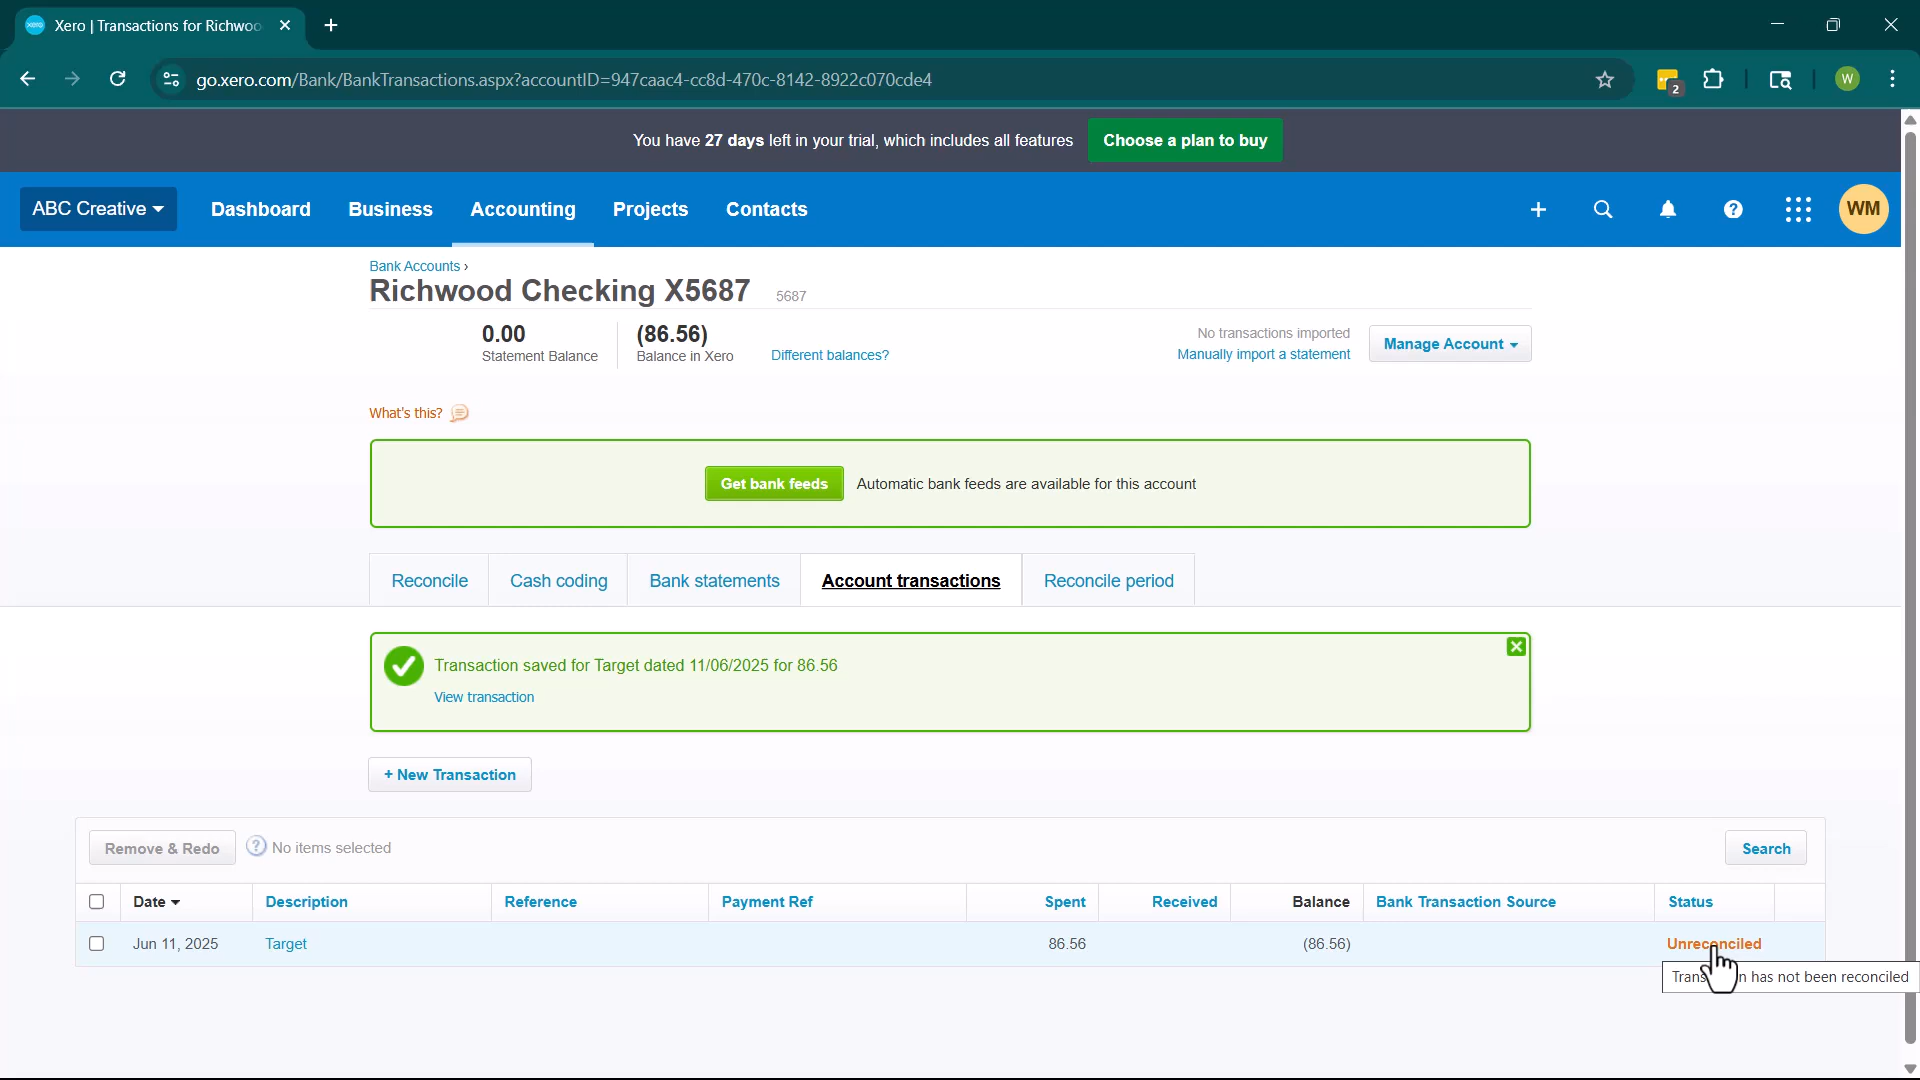 Xero | Transactions for Richwoo
go.xero.com/Bank/BankTransactions.aspx?accountID=947caac4-cc8d-470c-8142-8922c070cde4
2
W
You have 27 days left in your trial, which includes all features
Choose a plan to buy
ABC Creative
Dashboard
Business
Accounting
Projects
Contacts
WM
Bank Accounts ›
Richwood Checking X5687 5687
0.00
Statement Balance
(86.56)
Balance in Xero
Different balances?
No transactions imported
Manually import a statement
Manage Account
What's this?
Get bank feeds
Automatic bank feeds are available for this account
Reconcile
Cash coding
Bank statements
Account transactions
Reconcile period
Transaction saved for Target dated 11/06/2025 for 86.56
View transaction
+ New Transaction
Remove & Redo
? No items selected
Search
Date Description Reference Payment Ref Spent Received Balance Bank Transaction Source Status
Jun 11, 2025 Target 86.56 (86.56) Unreconciled
has not been reconciled